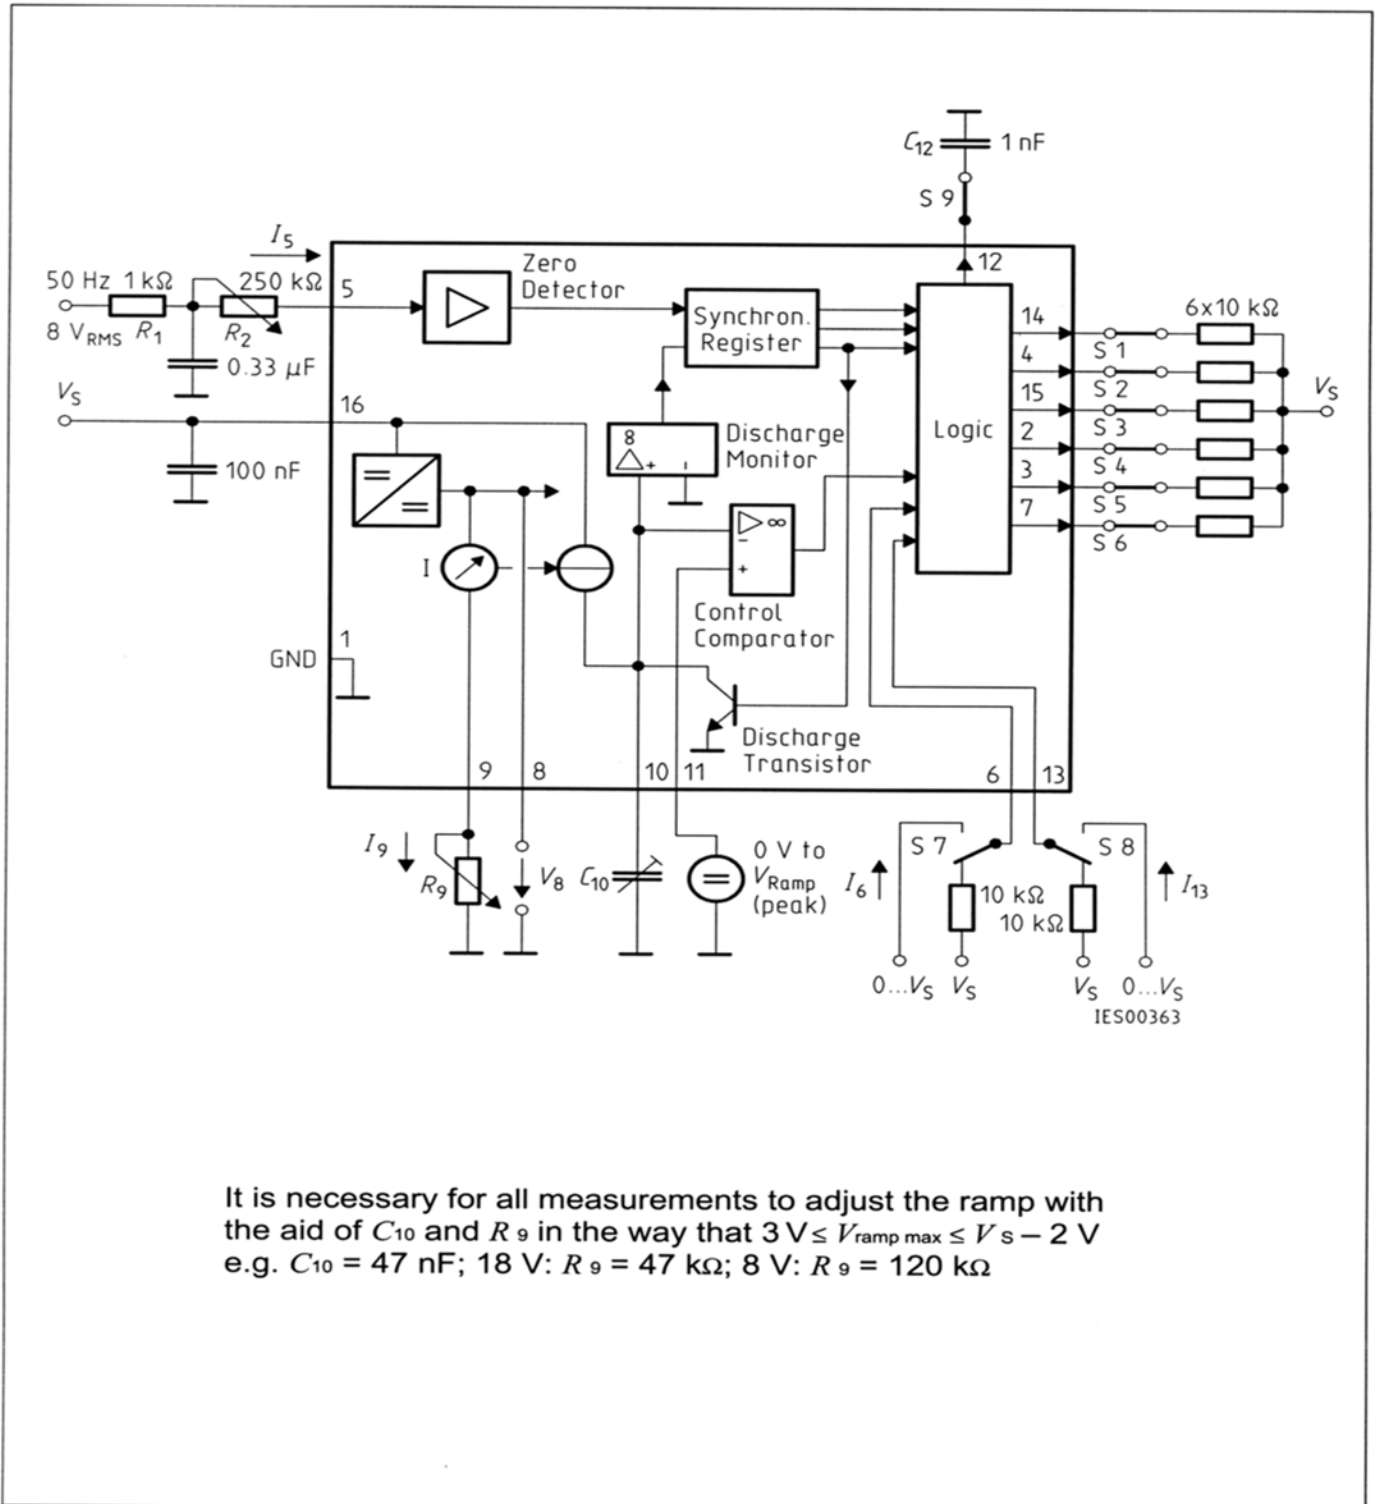 C12 1 nF
S 9
I5
12
50 Hz 1 kΩ 250 kΩ 5
8 VRMS R1 R2
0.33 µF
Zero
Detector
Synchron.
Register
14
4
15
2
3
7
S 1
S 2
S 3
S 4
S 5
S 6
6x10 kΩ
VS
VS
16
100 nF
8
+ -
Discharge
Monitor
Logic
▷ ∞
-
+
Control
Comparator
I
1
GND
Discharge
Transistor
9 8 10 11 6 13
I9
R9
V8
C10
0 V to
VRamp
(peak)
S 7 S 8
I6 I13
10 kΩ
10 kΩ
0...VS VS VS 0...VS
IES00363
It is necessary for all measurements to adjust the ramp with
the aid of C10 and R 9 in the way that 3 V ≤ Vramp max ≤ V S – 2 V
e.g. C10 = 47 nF; 18 V: R 9 = 47 kΩ; 8 V: R 9 = 120 kΩ